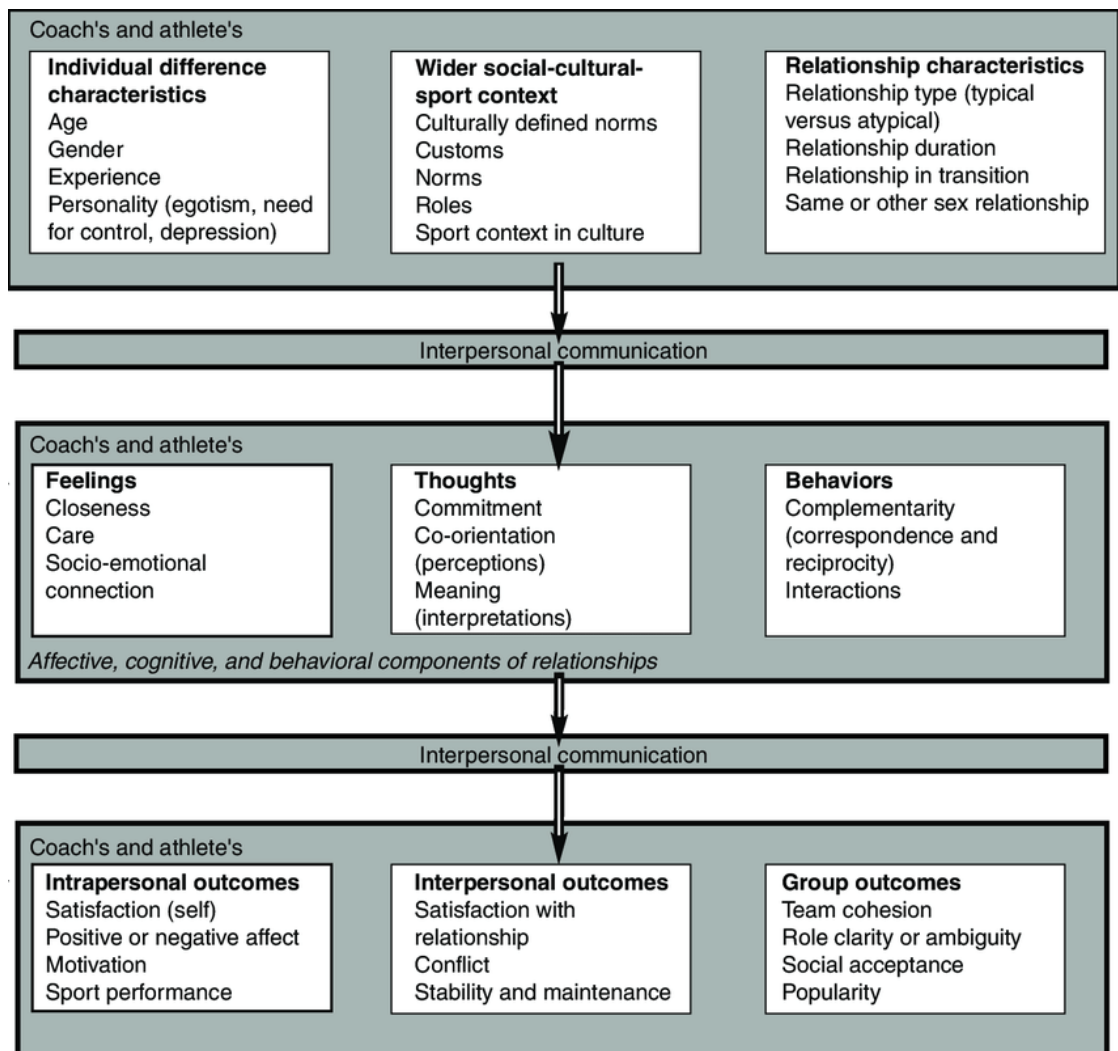 Coach's and athlete's
Individual difference
characteristics
Age
Gender
Experience
Personality (egotism, need
for control, depression)
Wider social-cultural-
sport context
Culturally defined norms
Customs
Norms
Roles
Sport context in culture
Relationship characteristics
Relationship type (typical
versus atypical)
Relationship duration
Relationship in transition
Same or other sex relationship
Interpersonal communication
Coach's and athlete's
Feelings
Closeness
Care
Socio-emotional
connection
Thoughts
Commitment
Co-orientation
(perceptions)
Meaning
(interpretations)
Behaviors
Complementarity
(correspondence and
reciprocity)
Interactions
Affective, cognitive, and behavioral components of relationships
Interpersonal communication
Coach's and athlete's
Intrapersonal outcomes
Satisfaction (self)
Positive or negative affect
Motivation
Sport performance
Interpersonal outcomes
Satisfaction with
relationship
Conflict
Stability and maintenance
Group outcomes
Team cohesion
Role clarity or ambiguity
Social acceptance
Popularity